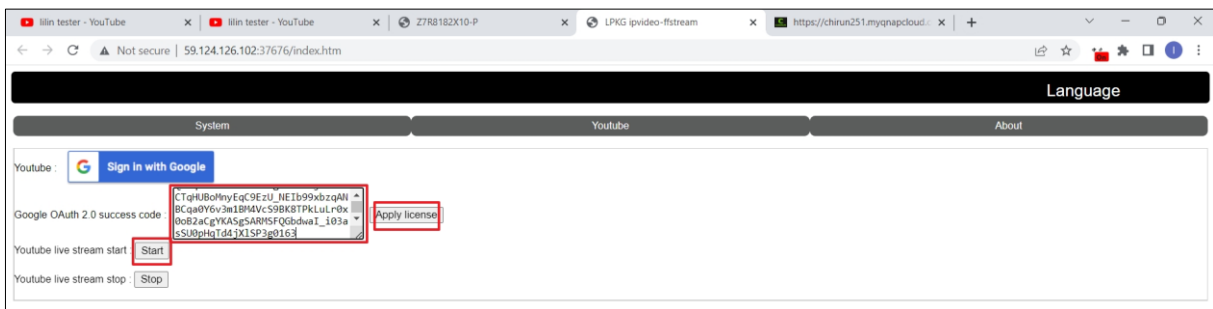 lilin tester - YouTube
lilin tester - YouTube
Z7R8182X10-P
LPKG ipvideo-ffstream
https://chirun251.myqnapcloud.c
Not secure | 59.124.126.102:37676/index.htm
Language
System
Youtube
About
Youtube :
Sign in with Google
Google OAuth 2.0 success code :
CTqHUBoMnyEqC9EzU_NEIb99xbzqAN
BCqa0Y6v3m1BM4VcS9BK8TPkLuLr0x
0oB2aCgYKASgSARMSFQGbdwaI_i03a
sSU0pHqTd4jXlSP3g0163
Apply license
Youtube live stream start :
Start
Youtube live stream stop :
Stop